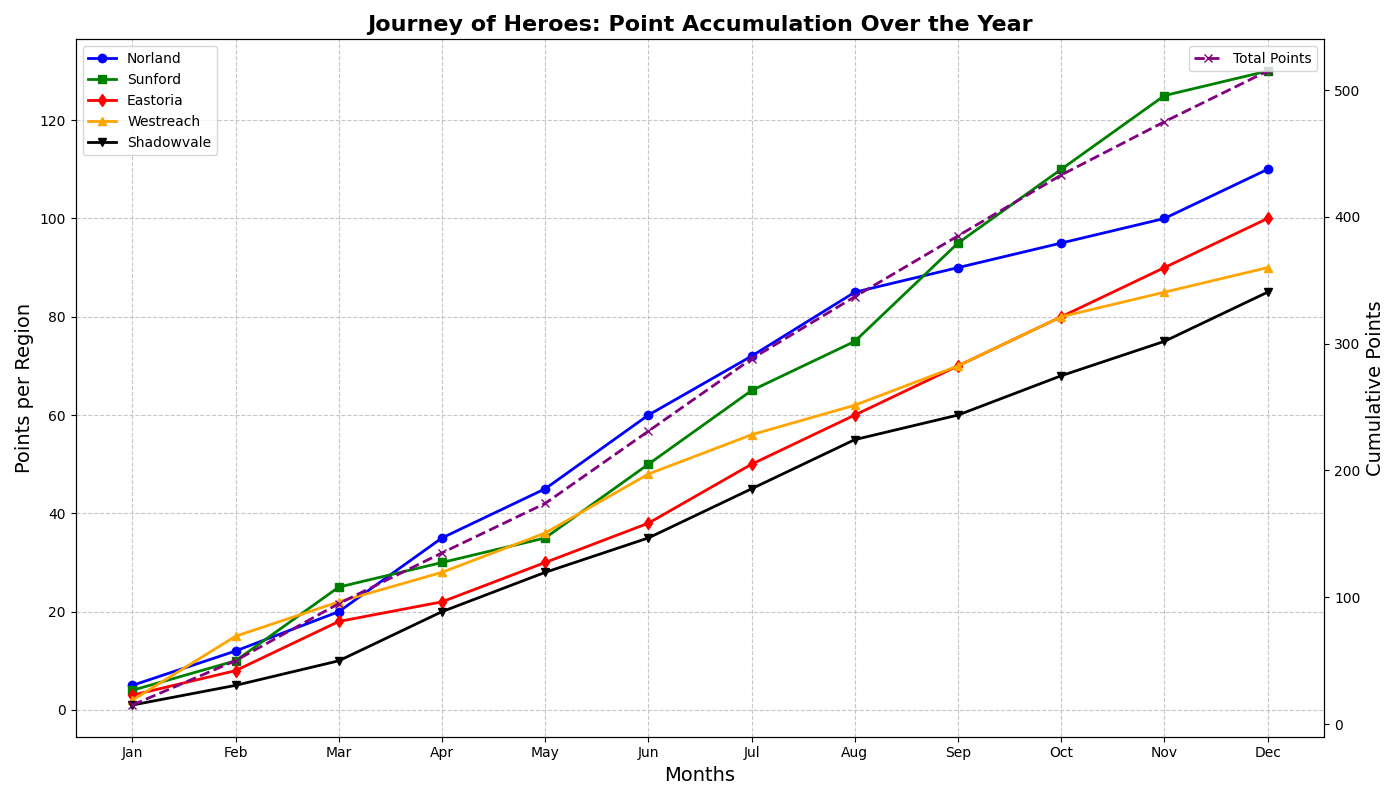 Journey of Heroes: Point Accumulation Over the Year
Norland
Sunford
Eastoria
Westreach
Shadowvale
Total Points
Points per Region
120
100
80
60
40
20
0
Cumulative Points
500
400
300
200
100
0
Jan Feb Mar Apr May Jun Jul Aug Sep Oct Nov Dec
Months